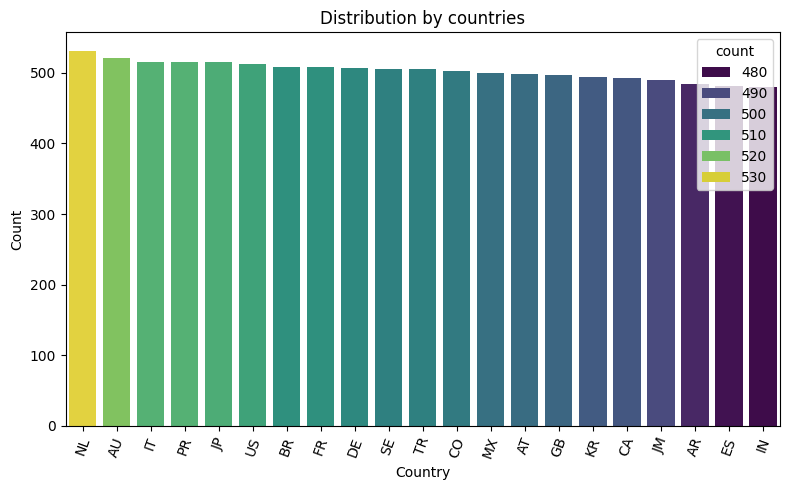 Distribution by countries
count
480
490
500
510
520
530
500
400
300
200
100
0
Count
NL AU IT PR JP US BR FR DE SE TR CO MX AT GB KR CA JM AR ES IN
Country